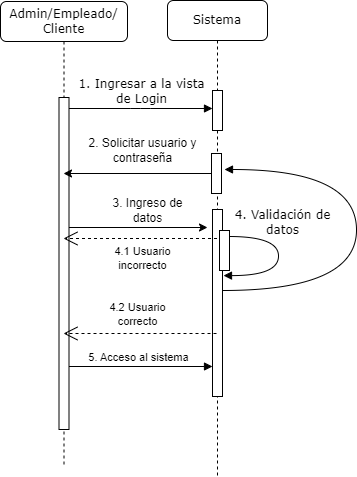 Admin/Empleado/
Cliente
Sistema
1. Ingresar a la vista
de Login
2. Solicitar usuario y
contraseña
3. Ingreso de
datos
4. Validación de
datos
4.1 Usuario
incorrecto
4.2 Usuario
correcto
5. Acceso al sistema